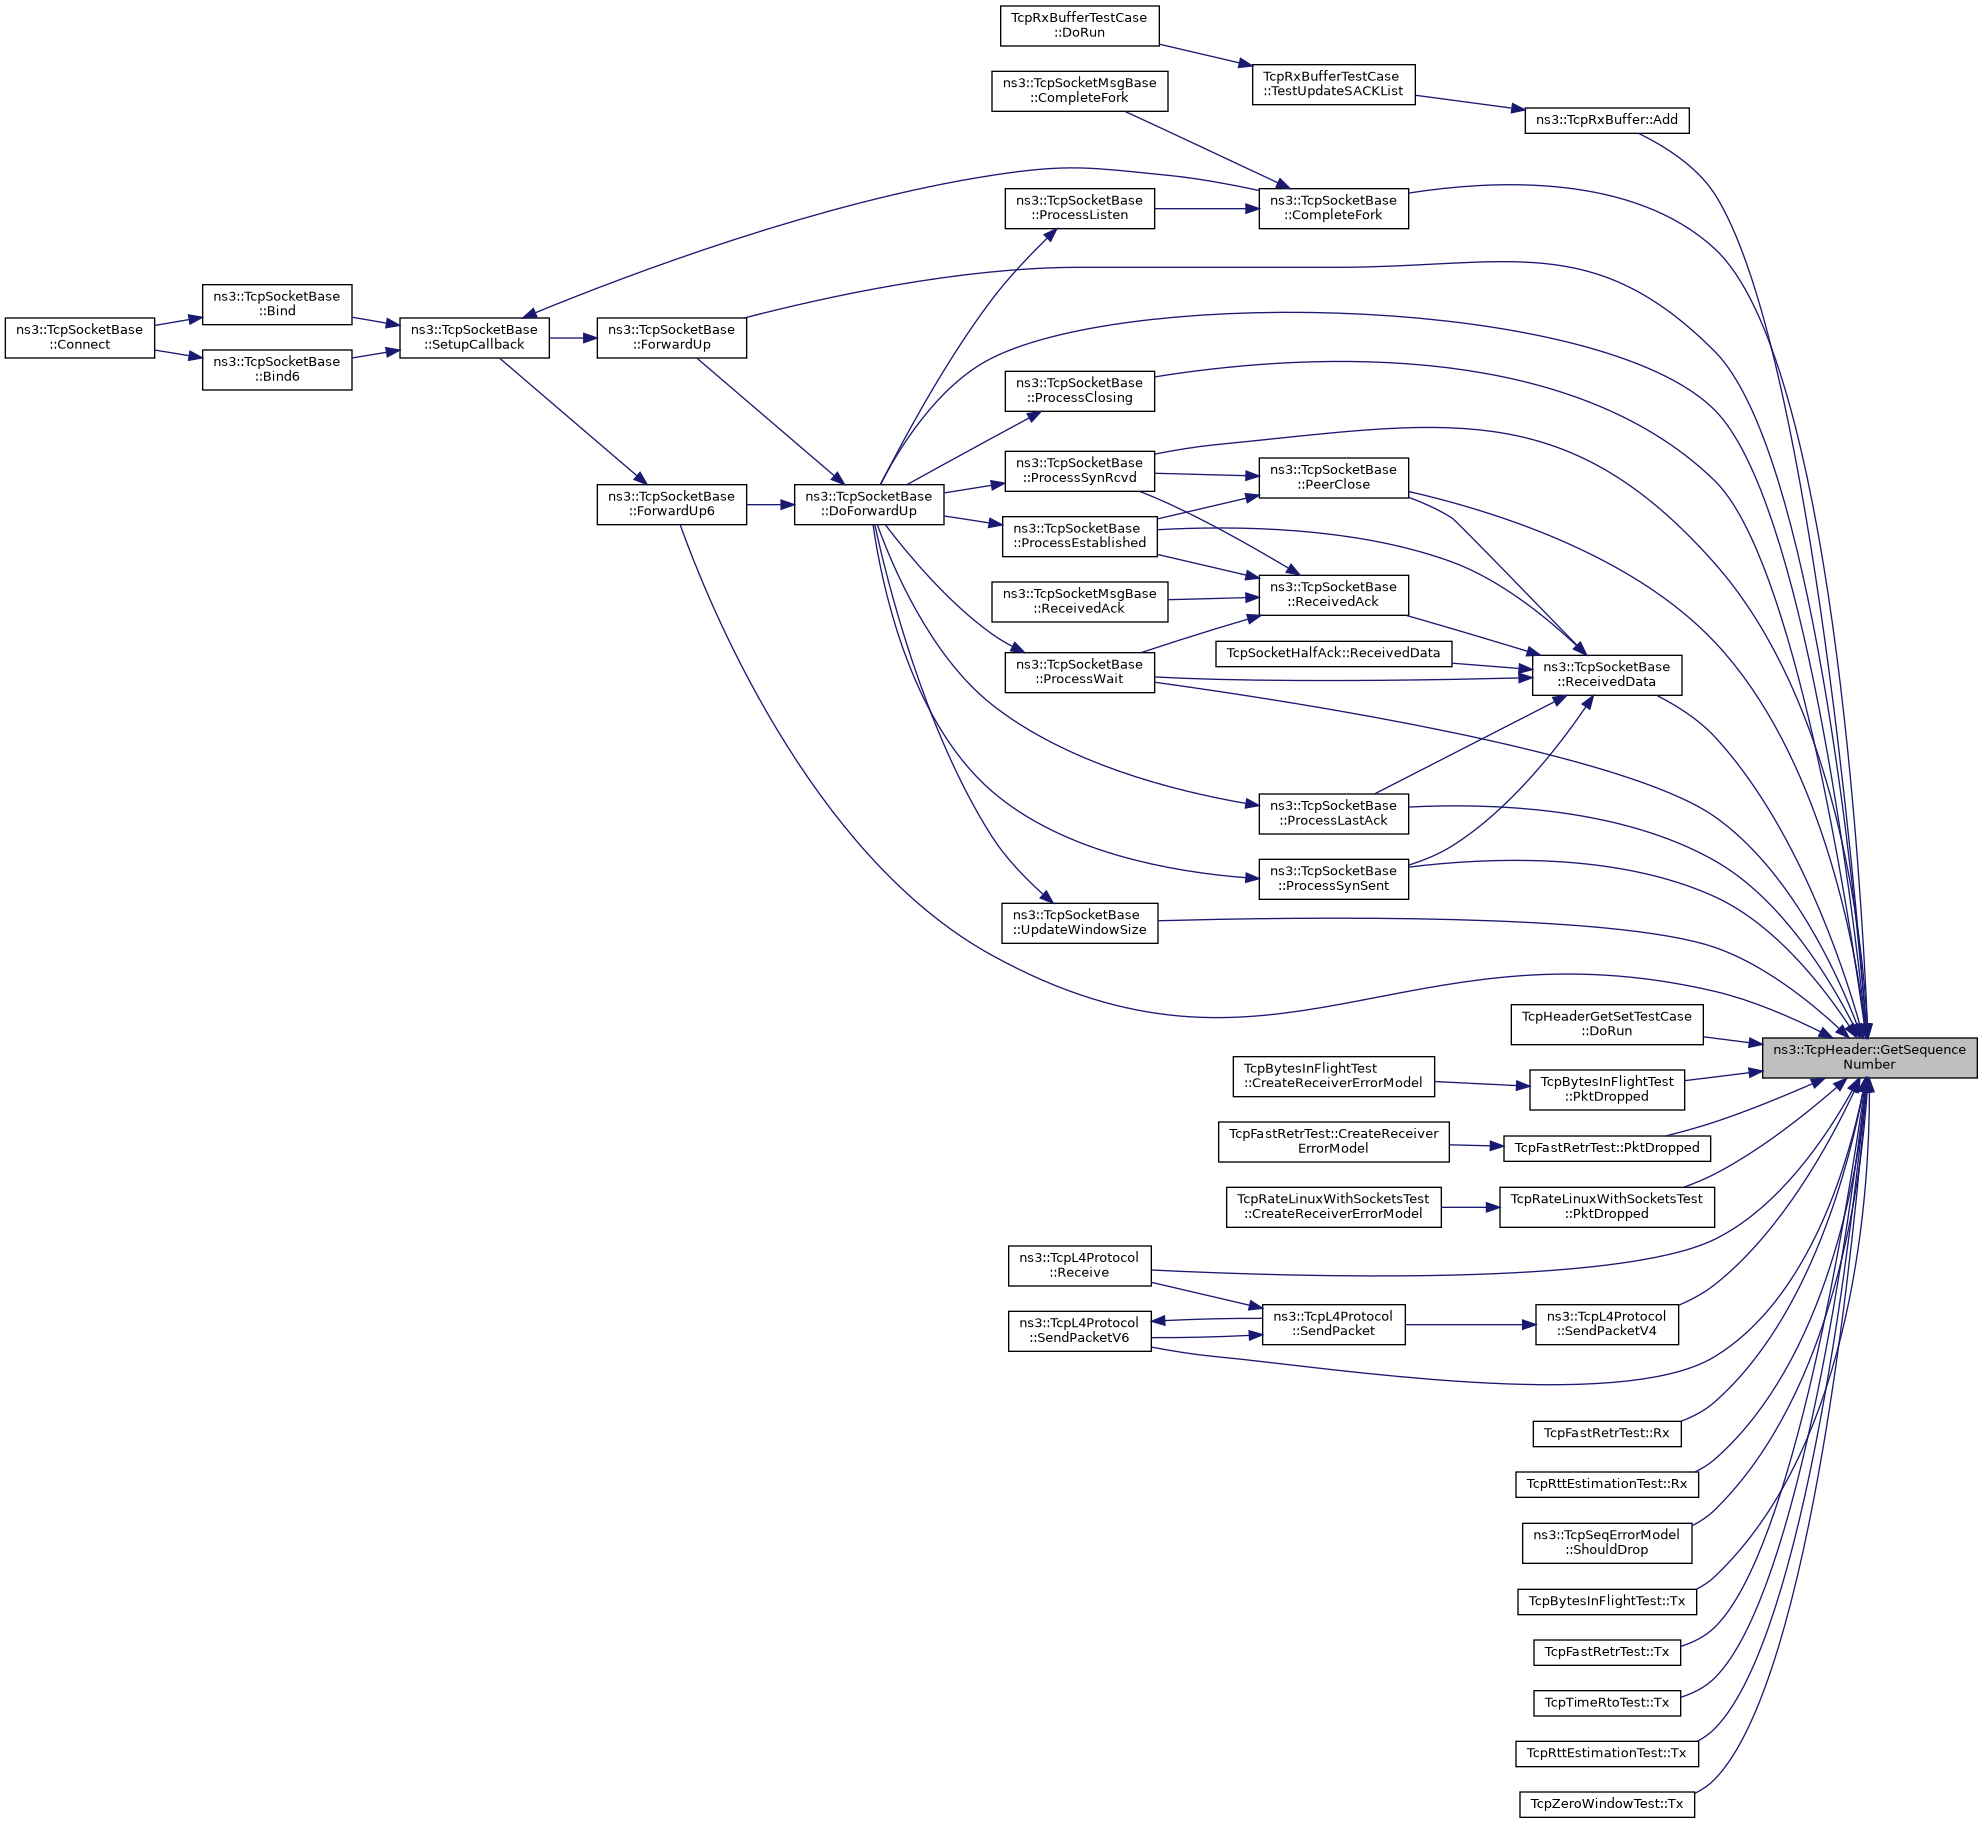 TcpRxBufferTestCase
::DoRun
TcpRxBufferTestCase
::TestUpdateSACKList
ns3::TcpSocketMsgBase
::CompleteFork
ns3::TcpRxBuffer::Add
ns3::TcpSocketBase
::ProcessListen
ns3::TcpSocketBase
::CompleteFork
ns3::TcpSocketBase
::Connect
ns3::TcpSocketBase
::Bind
ns3::TcpSocketBase
::Bind6
ns3::TcpSocketBase
::SetupCallback
ns3::TcpSocketBase
::ForwardUp
ns3::TcpSocketBase
::ProcessClosing
ns3::TcpSocketBase
::ProcessSynRcvd
ns3::TcpSocketBase
::PeerClose
ns3::TcpSocketBase
::ForwardUp6
ns3::TcpSocketBase
::DoForwardUp
ns3::TcpSocketBase
::ProcessEstablished
ns3::TcpSocketMsgBase
::ReceivedAck
ns3::TcpSocketBase
::ReceivedAck
TcpSocketHalfAck::ReceivedData
ns3::TcpSocketBase
::ProcessWait
ns3::TcpSocketBase
::ReceivedData
ns3::TcpSocketBase
::ProcessLastAck
ns3::TcpSocketBase
::ProcessSynSent
ns3::TcpSocketBase
::UpdateWindowSize
TcpHeaderGetSetTestCase
::DoRun
ns3::TcpHeader::GetSequence
Number
TcpBytesInFlightTest
::CreateReceiverErrorModel
TcpBytesInFlightTest
::PktDropped
TcpFastRetrTest::CreateReceiver
ErrorModel
TcpFastRetrTest::PktDropped
TcpRateLinuxWithSocketsTest
::CreateReceiverErrorModel
TcpRateLinuxWithSocketsTest
::PktDropped
ns3::TcpL4Protocol
::Receive
ns3::TcpL4Protocol
::SendPacketV6
ns3::TcpL4Protocol
::SendPacket
ns3::TcpL4Protocol
::SendPacketV4
TcpFastRetrTest::Rx
TcpRttEstimationTest::Rx
ns3::TcpSeqErrorModel
::ShouldDrop
TcpBytesInFlightTest::Tx
TcpFastRetrTest::Tx
TcpTimeRtoTest::Tx
TcpRttEstimationTest::Tx
TcpZeroWindowTest::Tx